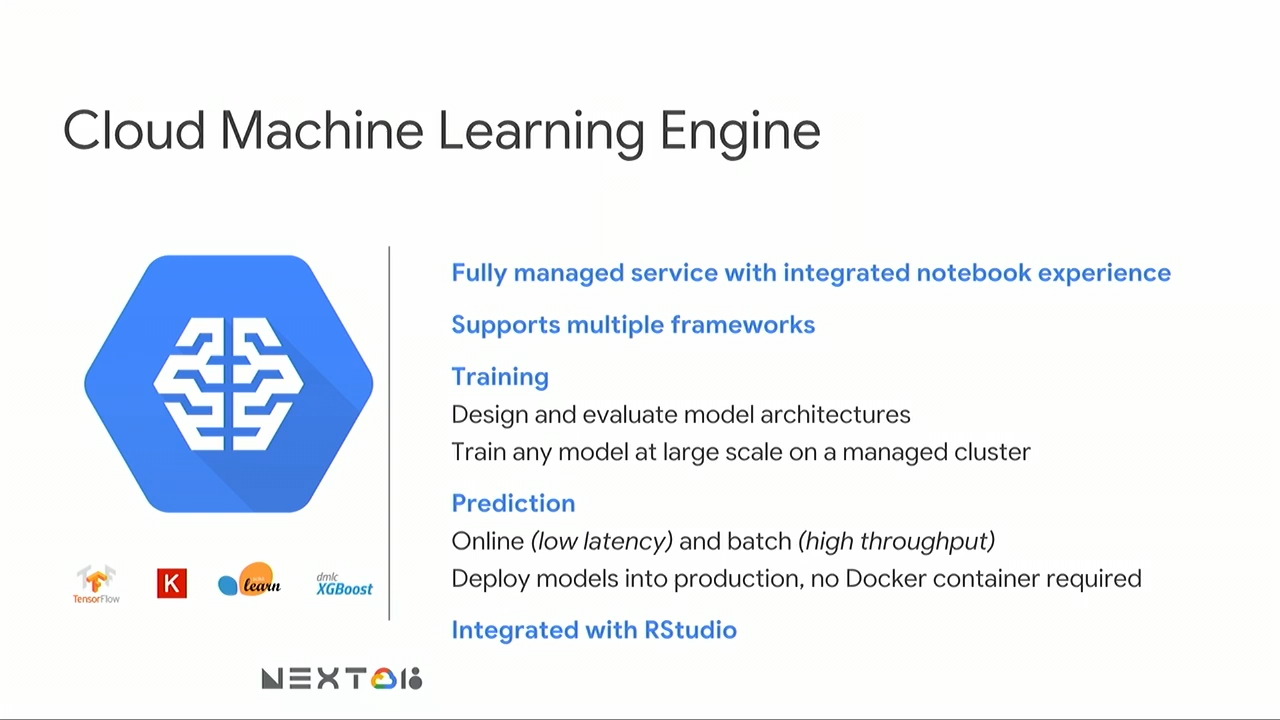 Cloud Machine Learning Engine
Fully managed service with integrated notebook experience
Supports multiple frameworks
Training
Design and evaluate model architectures
Train any model at large scale on a managed cluster
Prediction
Online (low latency) and batch (high throughput)
Deploy models into production, no Docker container required
Integrated with RStudio
TensorFlow
K
learn
dmlc
XGBoost
NEXT 18